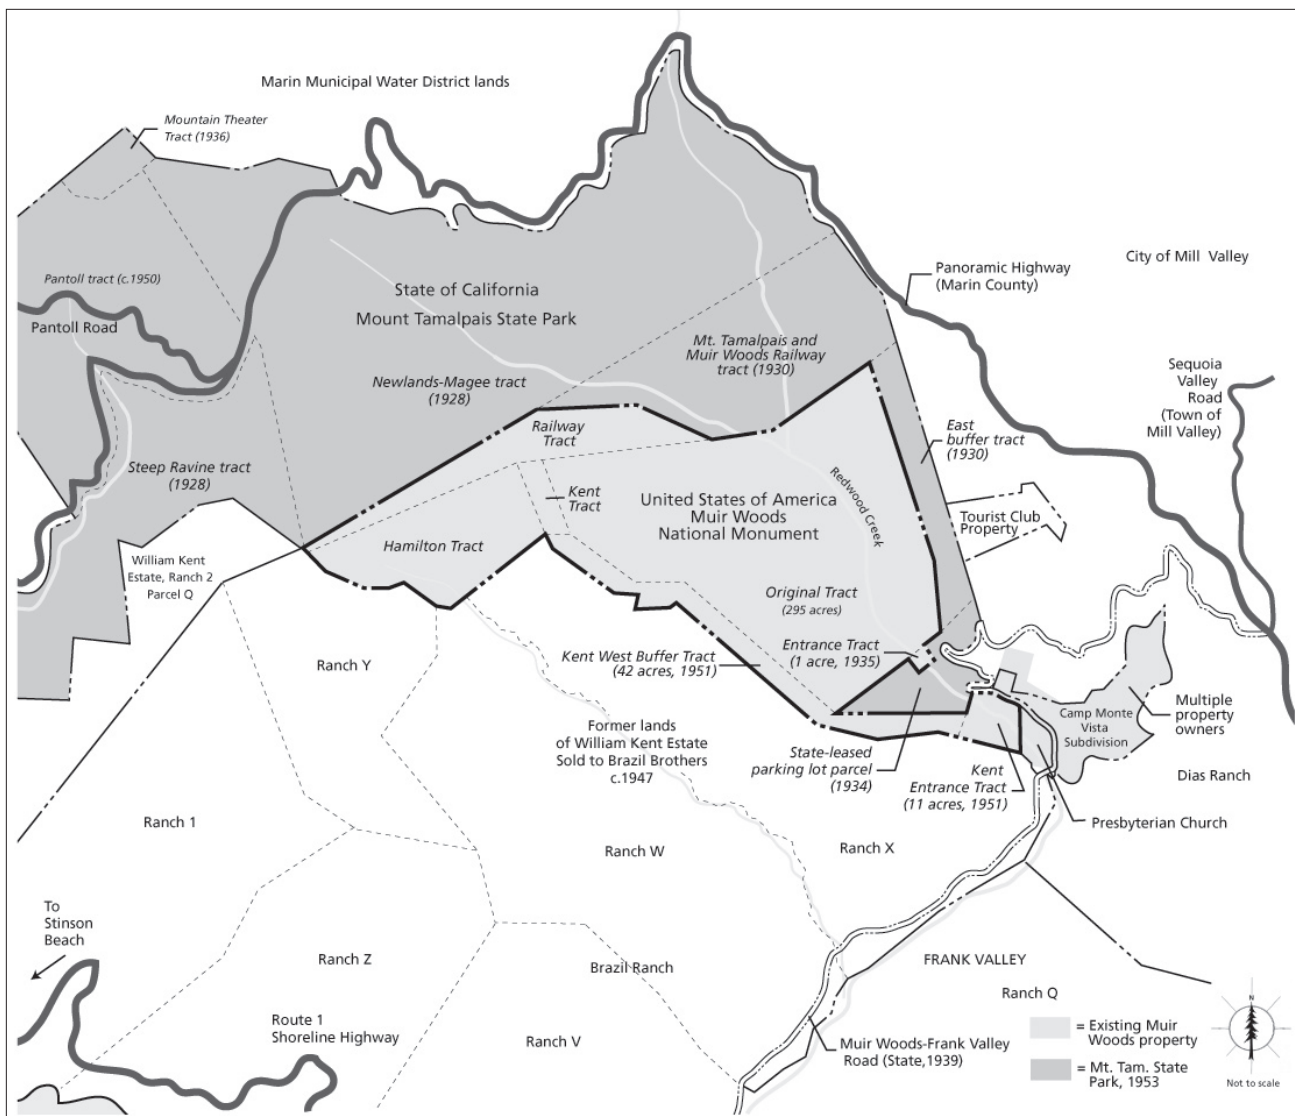 Marin Municipal Water District lands
Mountain Theater
Tract (1936)
City of Mill Valley
Panoramic Highway
(Marin County)
Pantoll tract (c.1950)
Pantoll Road
State of California
Mount Tamalpais State Park
Mt. Tamalpais and
Muir Woods Railway
tract (1930)
Sequoia
Valley
Road
(Town of
Mill Valley)
Newlands-Magee tract
(1928)
Railway
Tract
East
buffer tract
(1930)
Steep Ravine tract
(1928)
Kent
Tract
United States of America
Muir Woods
National Monument
Redwood Creek
Tourist Club
Property
Hamilton Tract
William Kent
Estate, Ranch 2
Parcel Q
Original Tract
(295 acres)
Entrance Tract
(1 acre, 1935)
Kent West Buffer Tract
(42 acres, 1951)
Ranch Y
Camp Monte
Vista
Subdivision
Multiple
property
owners
Former lands
of William Kent Estate
Sold to Brazil Brothers
c.1947
State-leased
parking lot parcel
(1934)
Kent
Entrance Tract
(11 acres, 1951)
Dias Ranch
Presbyterian Church
Ranch 1
Ranch W
Ranch X
To
Stinson
Beach
Ranch Z
Brazil Ranch
FRANK VALLEY
Ranch Q
Route 1
Shoreline Highway
Ranch V
Muir Woods-Frank Valley
Road (State,1939)
= Existing Muir
Woods property
= Mt. Tam. State
Park, 1953
N
Not to scale